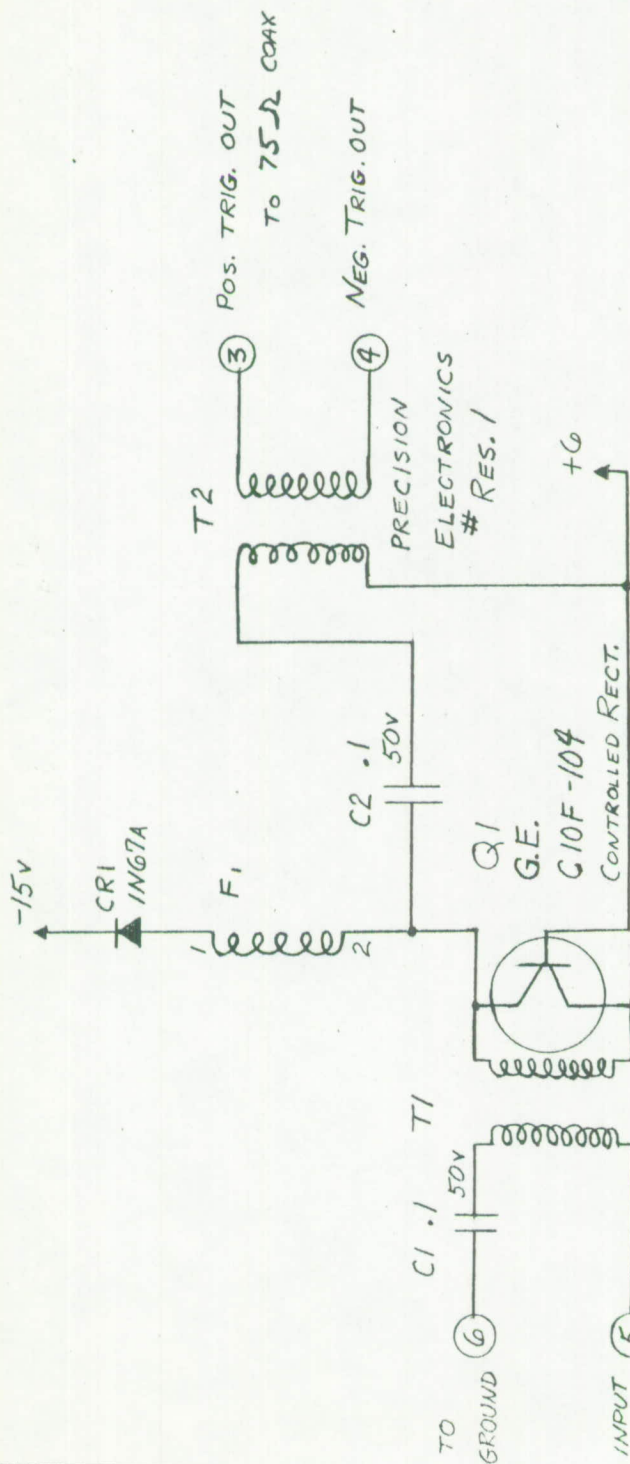 -15V
CR1
1N67A
1
F1
2
C2 .1
50V
T2
3
POS. TRIG. OUT
TO 75Ω COAX
4
NEG. TRIG. OUT
PRECISION
ELECTRONICS
# RES. 1
+6
Q1
G.E.
C10F-104
CONTROLLED RECT.
C1 .1
50V
T1
TO
GROUND
6
INPUT
5